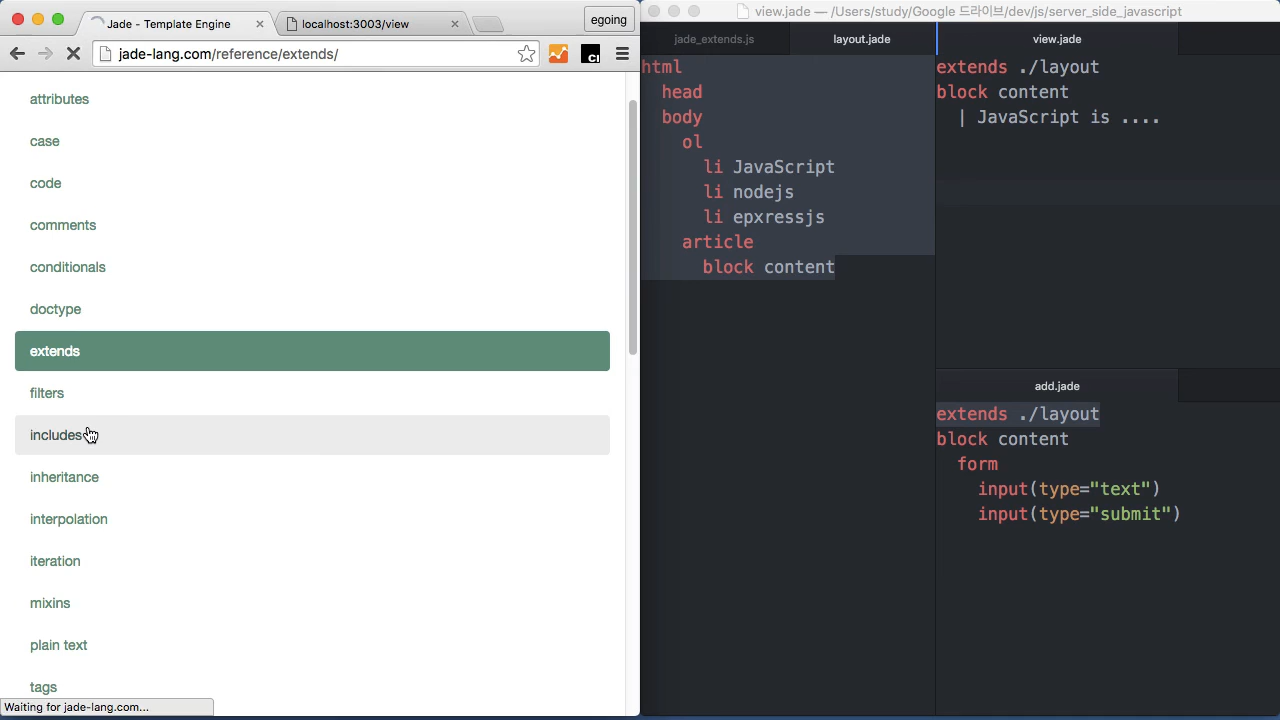 Jade - Template Engine
localhost:3003/view
egoing
jade-lang.com/reference/extends/
attributes
case
code
comments
conditionals
doctype
extends
filters
includes
inheritance
interpolation
iteration
mixins
plain text
tags
Waiting for jade-lang.com...
view.jade — /Users/study/Google 드라이브/dev/js/server_side_javascript
jade_extends.js
layout.jade
html
head
body
ol
li JavaScript
li nodejs
li epxressjs
article
block content
view.jade
extends ./layout
block content
| JavaScript is ....
add.jade
extends ./layout
block content
form
input(type="text")
input(type="submit")